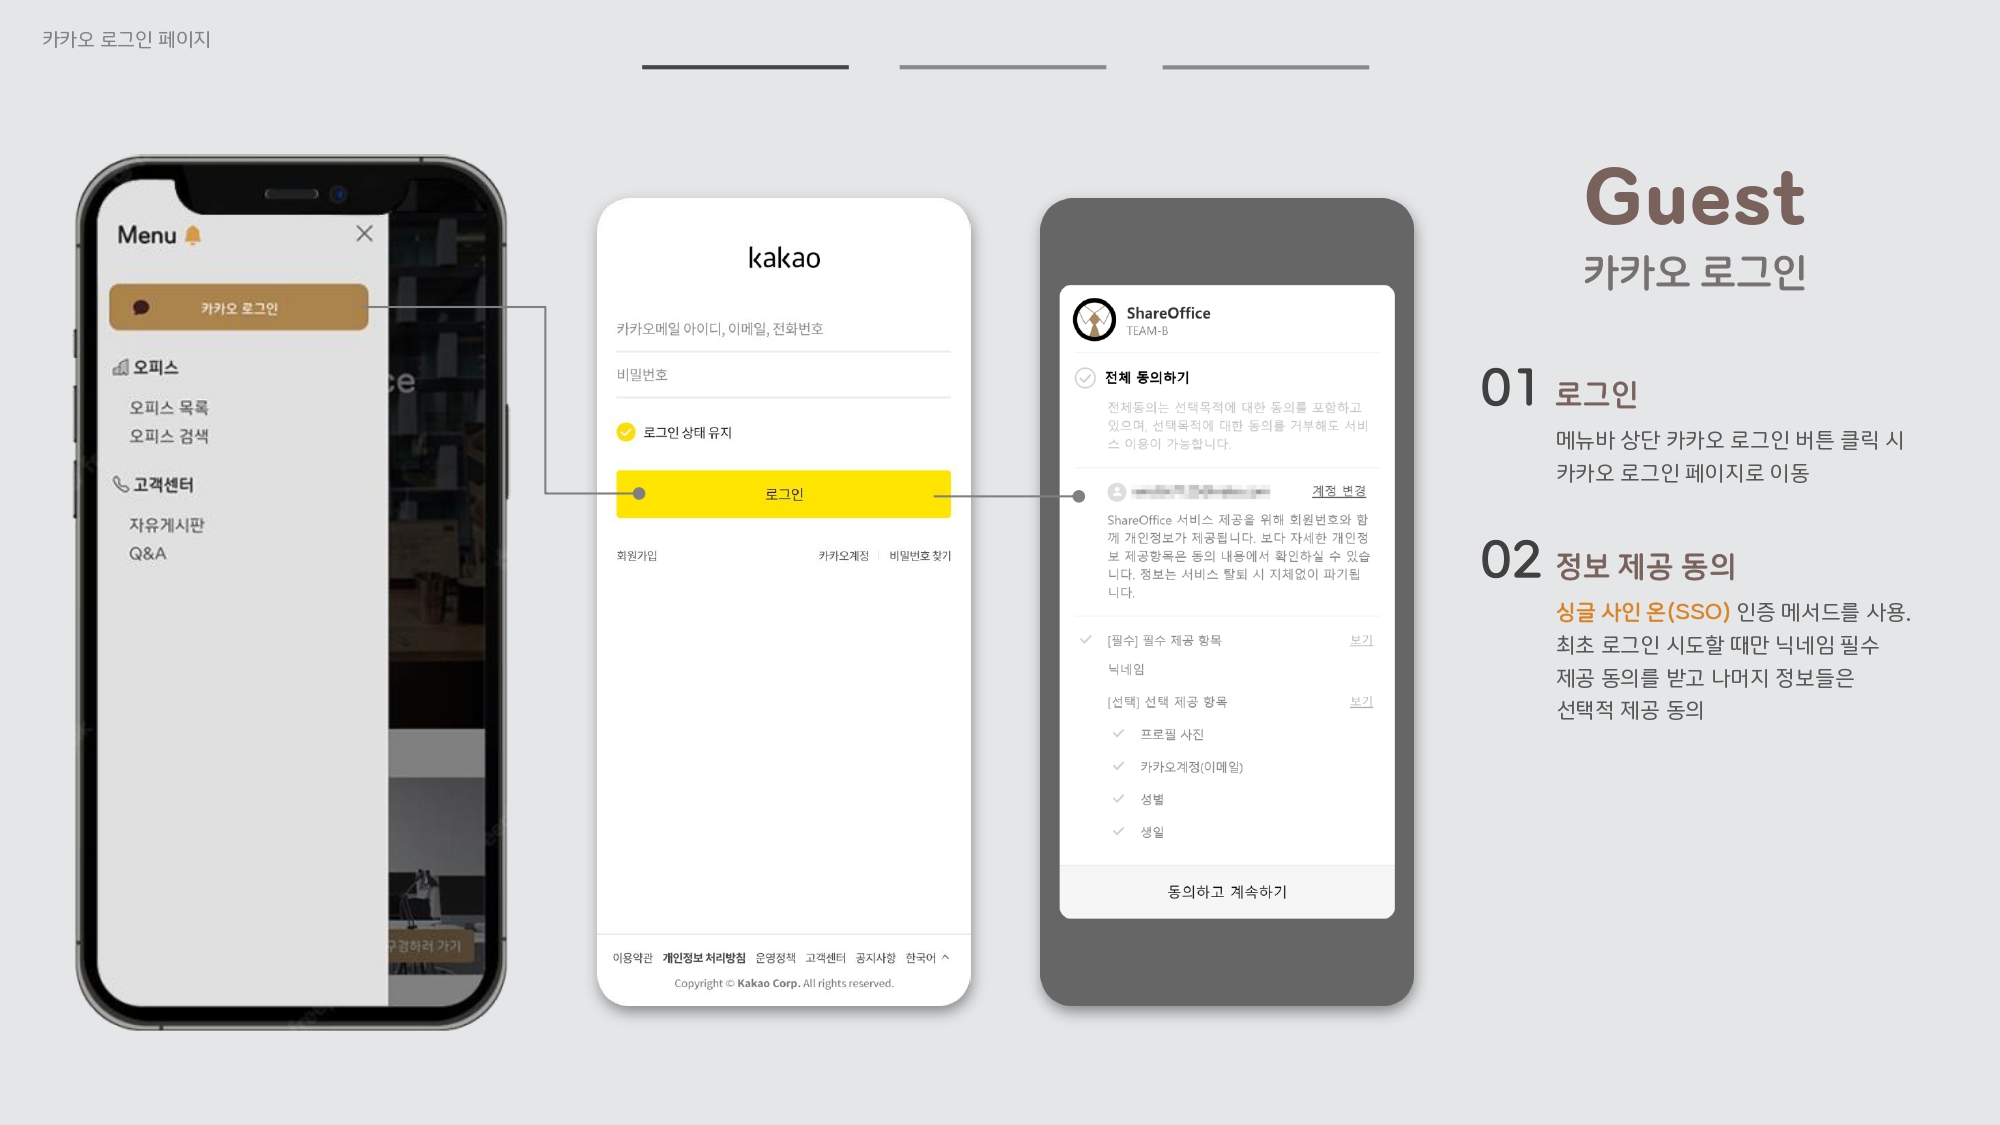 카카오 로그인 페이지
Menu
카카오 로그인
오피스
오피스 목록
오피스 검색
고객센터
자유게시판
Q&A
ce
구경하러 가기
kakao
카카오메일 아이디, 이메일, 전화번호
비밀번호
로그인 상태 유지
로그인
회원가입
카카오계정 | 비밀번호 찾기
이용약관 개인정보 처리방침 운영정책 고객센터 공지사항 한국어
Copyright © Kakao Corp. All rights reserved.
ShareOffice
TEAM-B
전체 동의하기
전체동의는 선택목적에 대한 동의를 포함하고
있으며, 선택목적에 대한 동의를 거부해도 서비
스 이용이 가능합니다.
계정 변경
ShareOffice 서비스 제공을 위해 회원번호와 함
께 개인정보가 제공됩니다. 보다 자세한 개인정
보 제공항목은 동의 내용에서 확인하실 수 있습
니다. 정보는 서비스 탈퇴 시 지체없이 파기됩
니다.
[필수] 필수 제공 항목 보기
닉네임
[선택] 선택 제공 항목 보기
프로필 사진
카카오계정(이메일)
성별
생일
동의하고 계속하기
Guest
카카오 로그인
01 로그인
메뉴바 상단 카카오 로그인 버튼 클릭 시
카카오 로그인 페이지로 이동
02 정보 제공 동의
싱글 사인 온(SSO) 인증 메서드를 사용.
최초 로그인 시도할 때만 닉네임 필수
제공 동의를 받고 나머지 정보들은
선택적 제공 동의